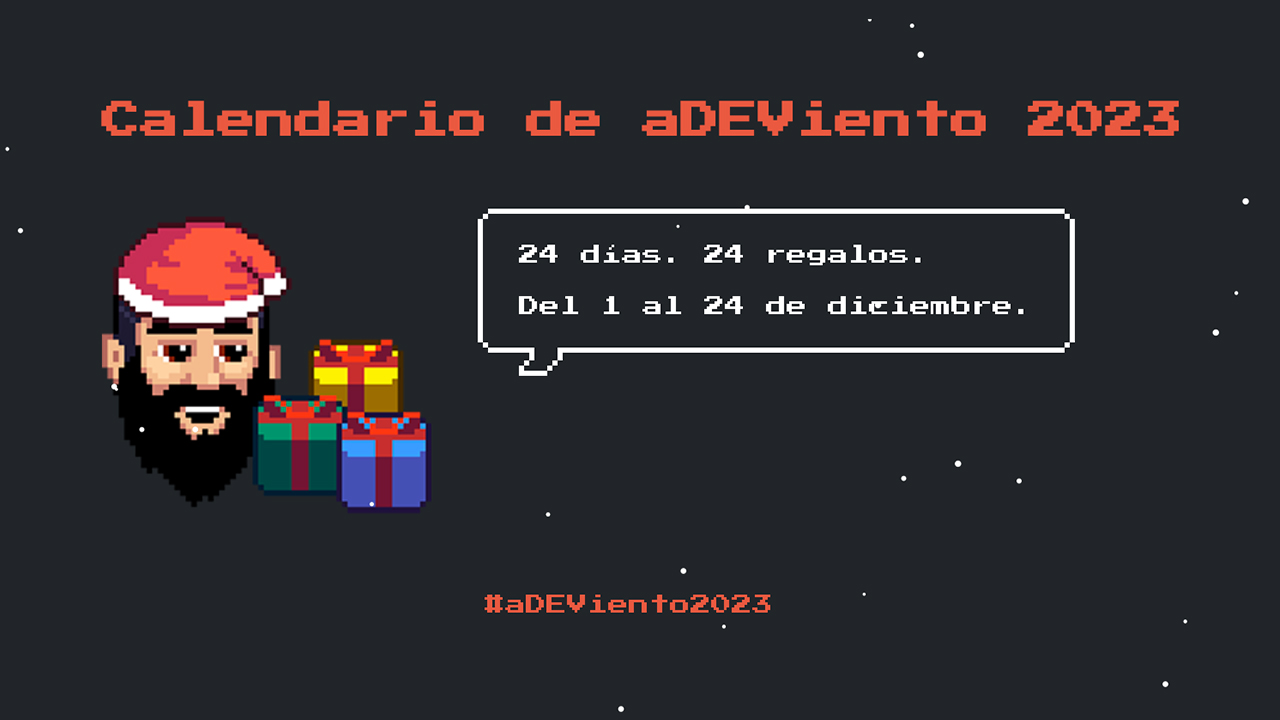 Calendario de aDEViento 2023
24 días. 24 regalos.
Del 1 al 24 de diciembre.
#aDEViento2023